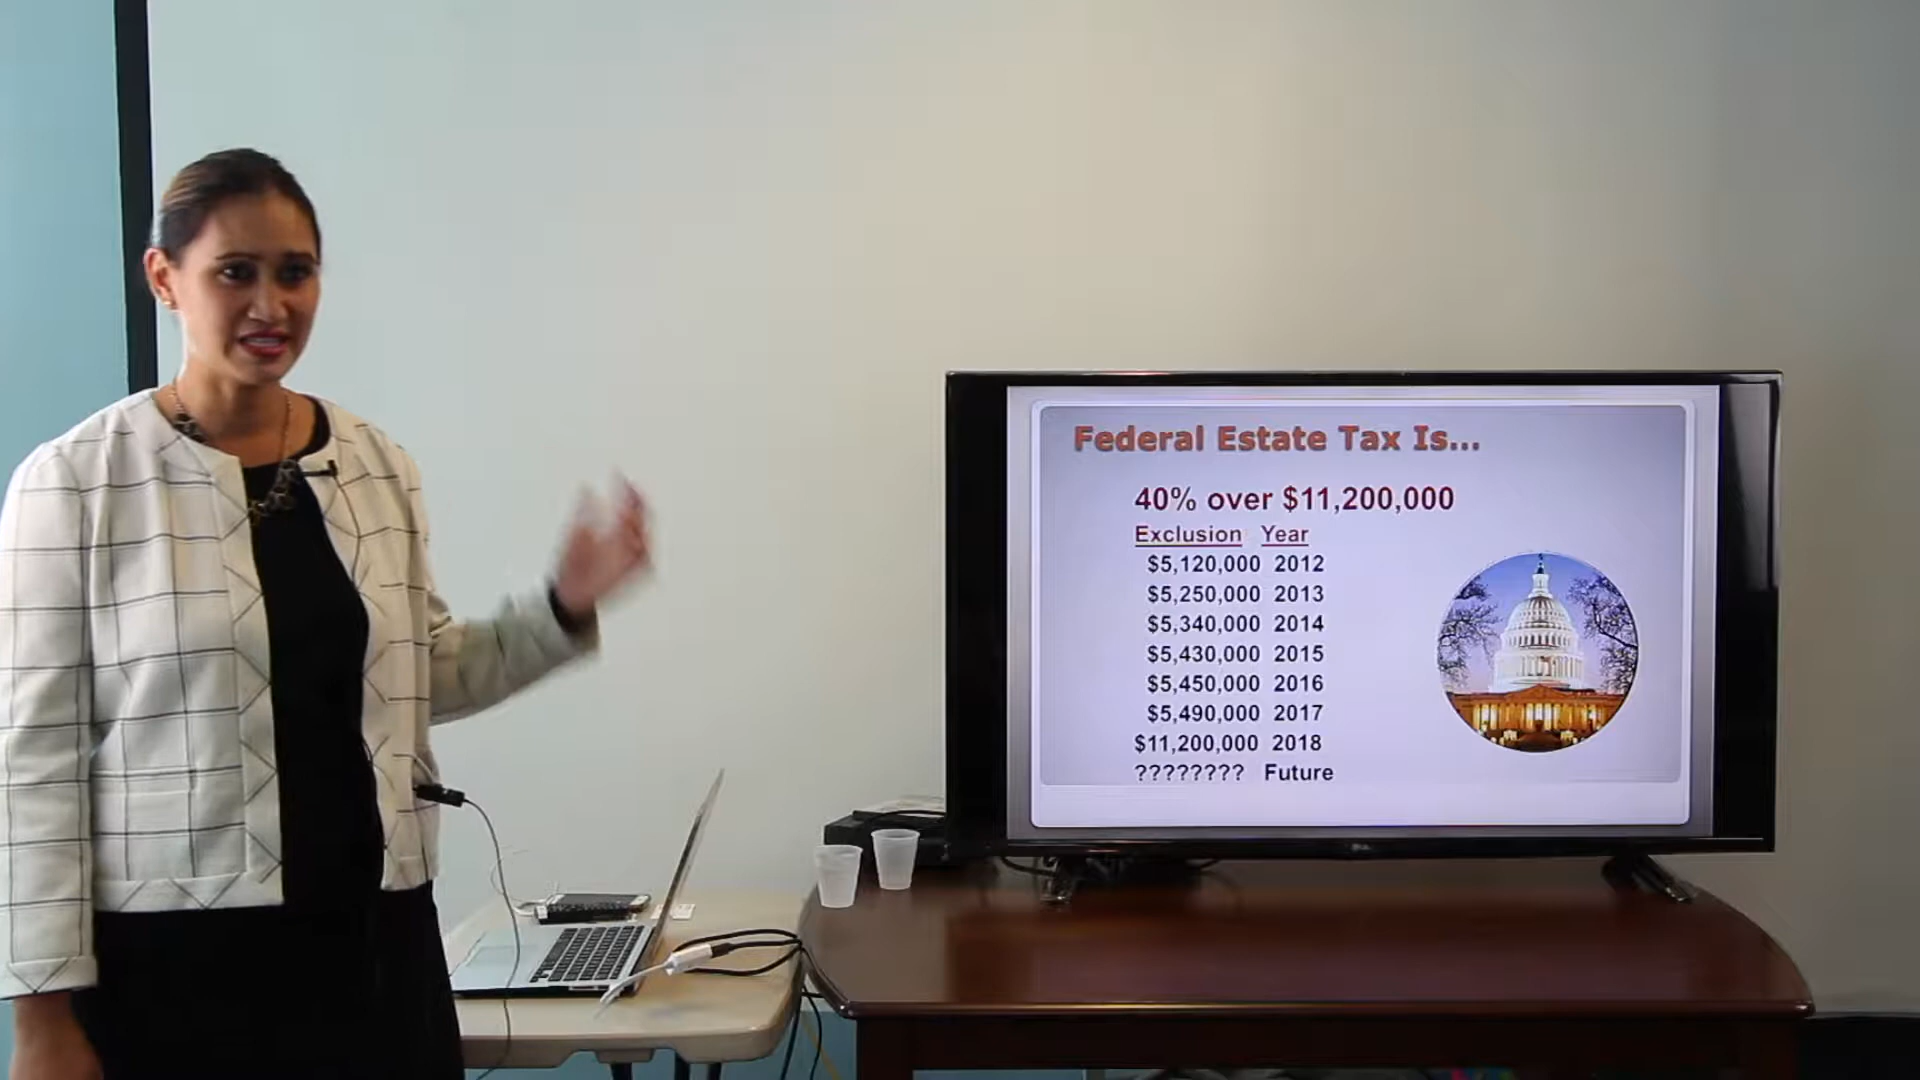 Federal Estate Tax Is...
40% over $11,200,000
Exclusion Year
$5,120,000 2012
$5,250,000 2013
$5,340,000 2014
$5,430,000 2015
$5,450,000 2016
$5,490,000 2017
$11,200,000 2018
???????? Future